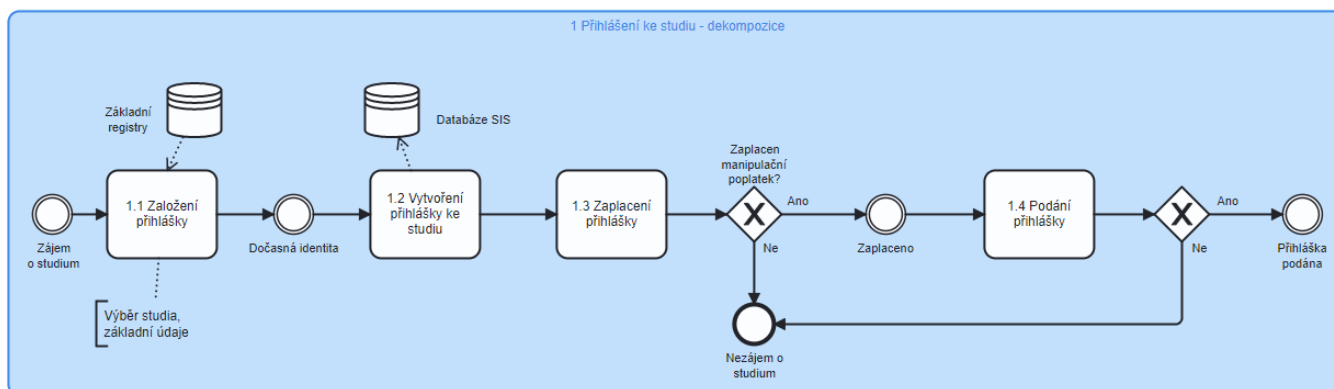 1 Přihlášení ke studiu - dekompozice
Základní
registry
Databáze SIS
Zaplacen
manipulační
poplatek?
1.1 Založení
přihlášky
1.2 Vytvoření
přihlášky ke
studiu
1.3 Zaplacení
přihlášky
Ano
1.4 Podání
přihlášky
Ano
Zájem
o studium
Dočasná identita
Ne
Zaplaceno
Ne
Přihláška
podána
Výběr studia,
základní údaje
Nezájem o
studium